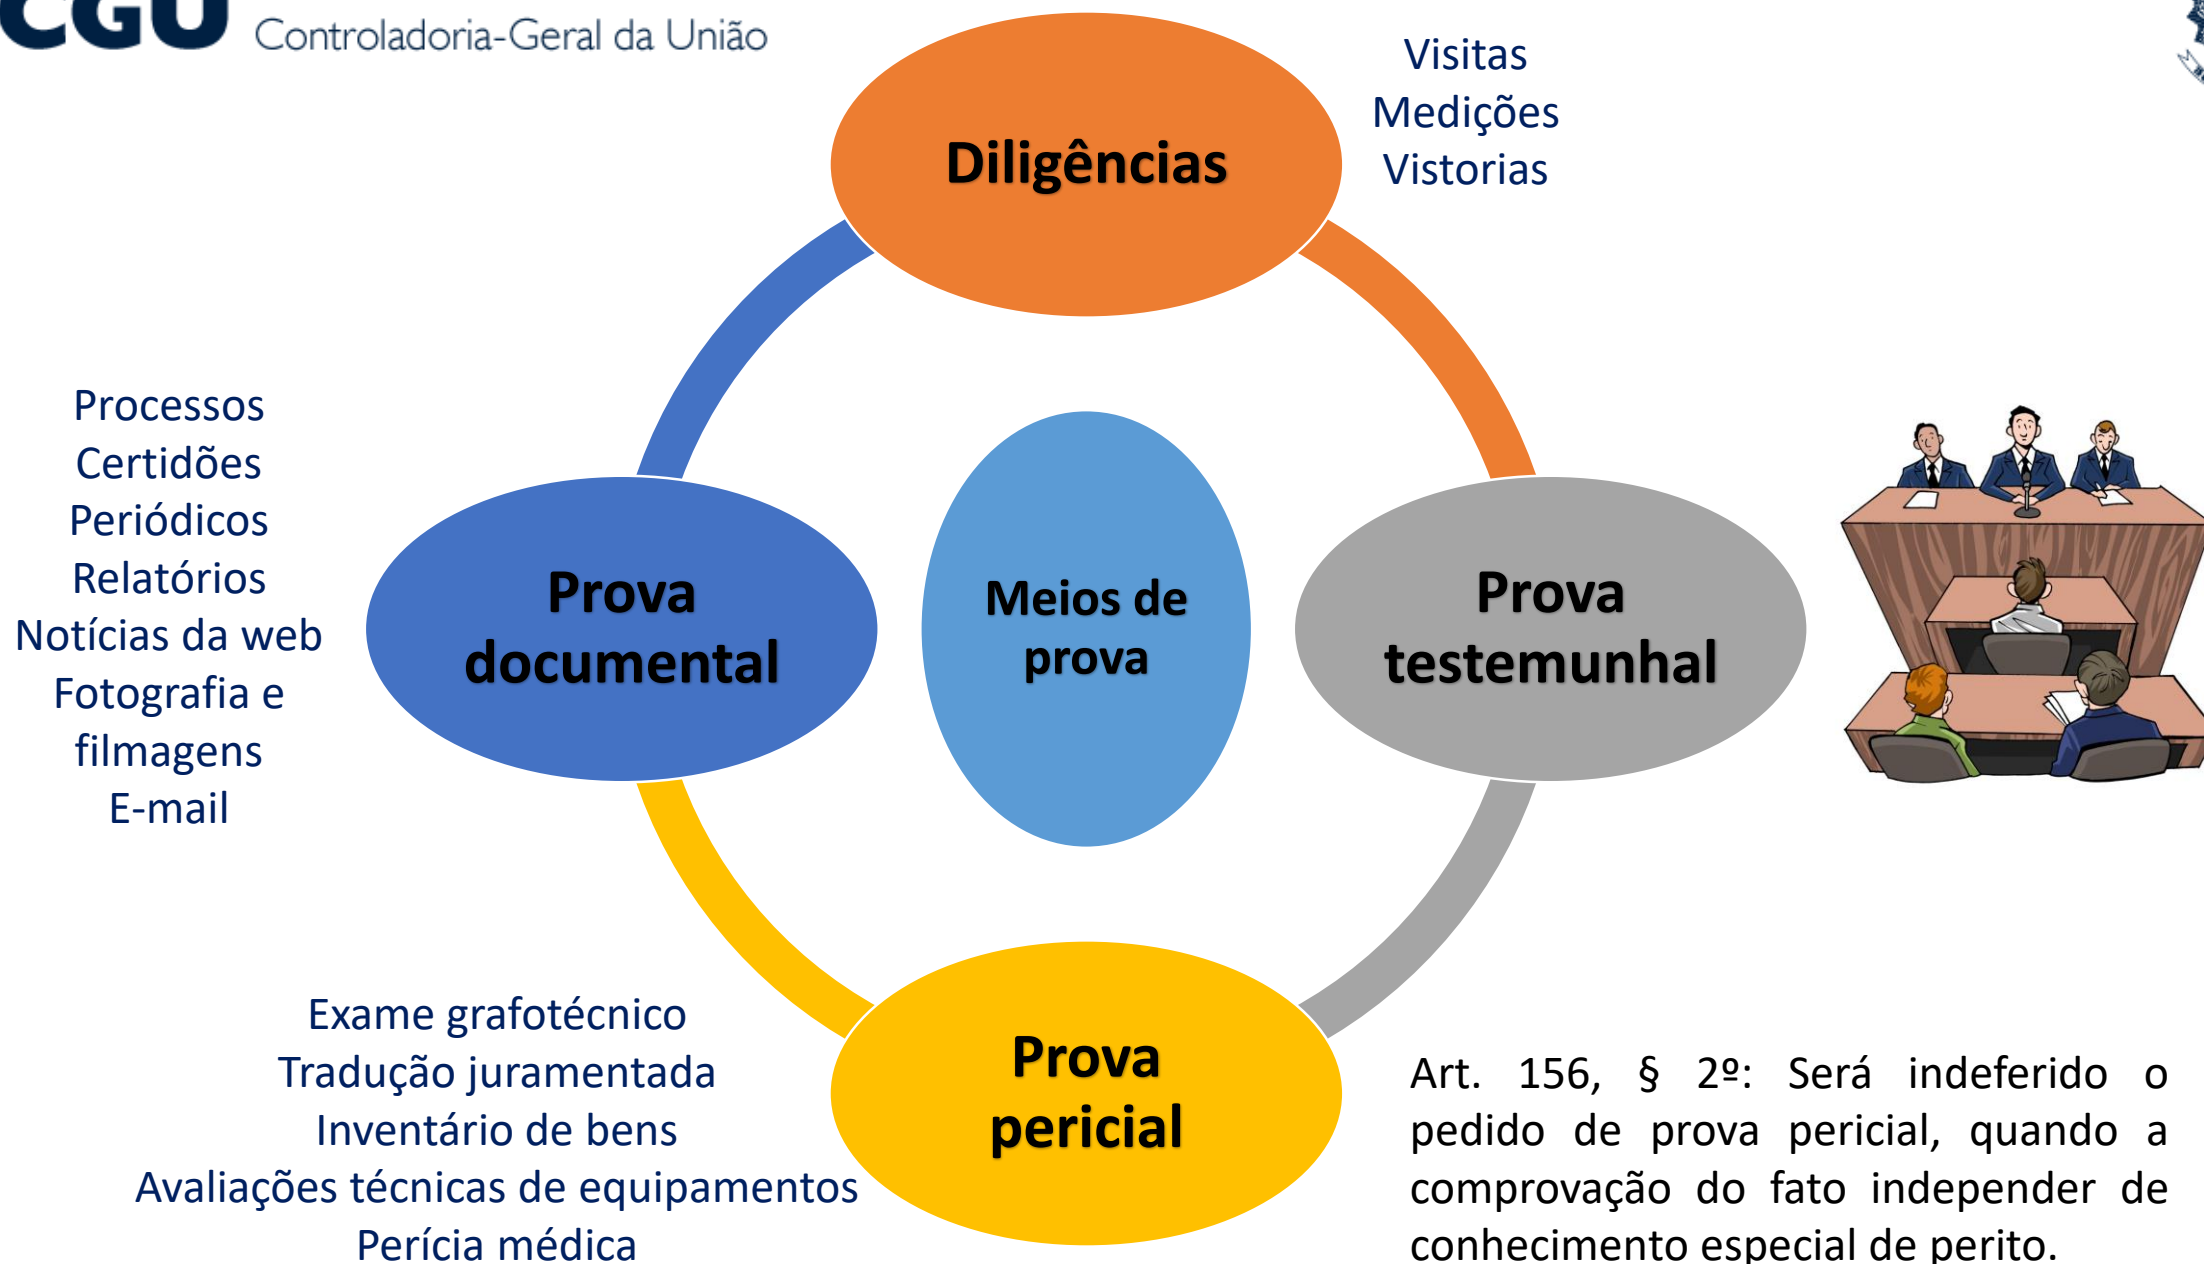 CGU Controladoria-Geral da União
Diligências
Visitas
Medições
Vistorias
Processos
Certidões
Periódicos
Relatórios
Notícias da web
Fotografia e
filmagens
E-mail
Prova
documental
Meios de
prova
Prova
testemunhal
Exame grafotécnico
Tradução juramentada
Inventário de bens
Avaliações técnicas de equipamentos
Perícia médica
Prova
pericial
Art. 156, § 2º: Será indeferido o
pedido de prova pericial, quando a
comprovação do fato independer de
conhecimento especial de perito.